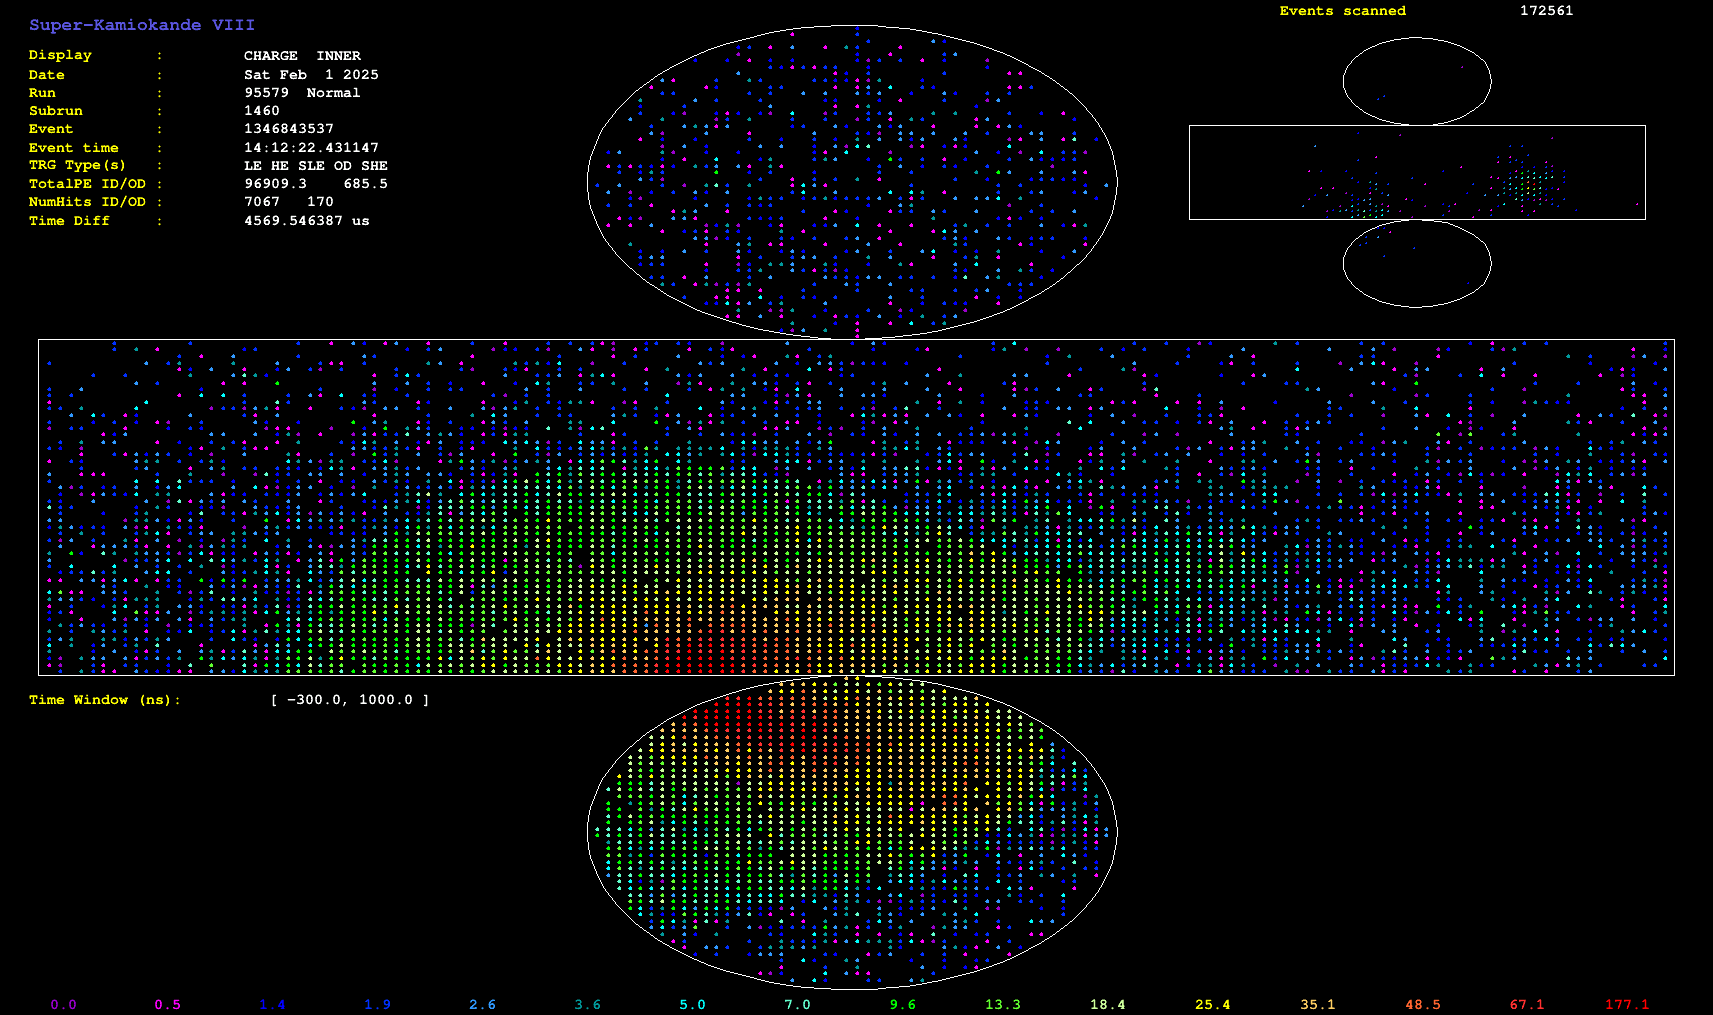 Super-Kamiokande VIII
Events scanned 172561
Display : CHARGE INNER
Date : Sat Feb 1 2025
Run : 95579 Normal
Subrun : 1460
Event : 1346843537
Event time : 14:12:22.431147
TRG Type(s) : LE HE SLE OD SHE
TotalPE ID/OD : 96909.3 685.5
NumHits ID/OD : 7067 170
Time Diff : 4569.546387 us
Time Window (ns): [ -300.0, 1000.0 ]
0.0 0.5 1.4 1.9 2.6 3.6 5.0 7.0 9.6 13.3 18.4 25.4 35.1 48.5 67.1 177.1